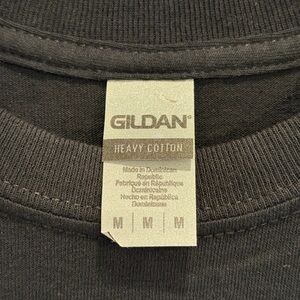 GILDAN®
HEAVY COTTON
Made in Dominican
Republic
Fabriqué en République
Dominicaine
Hecho en República
Dominicana
M | M | M